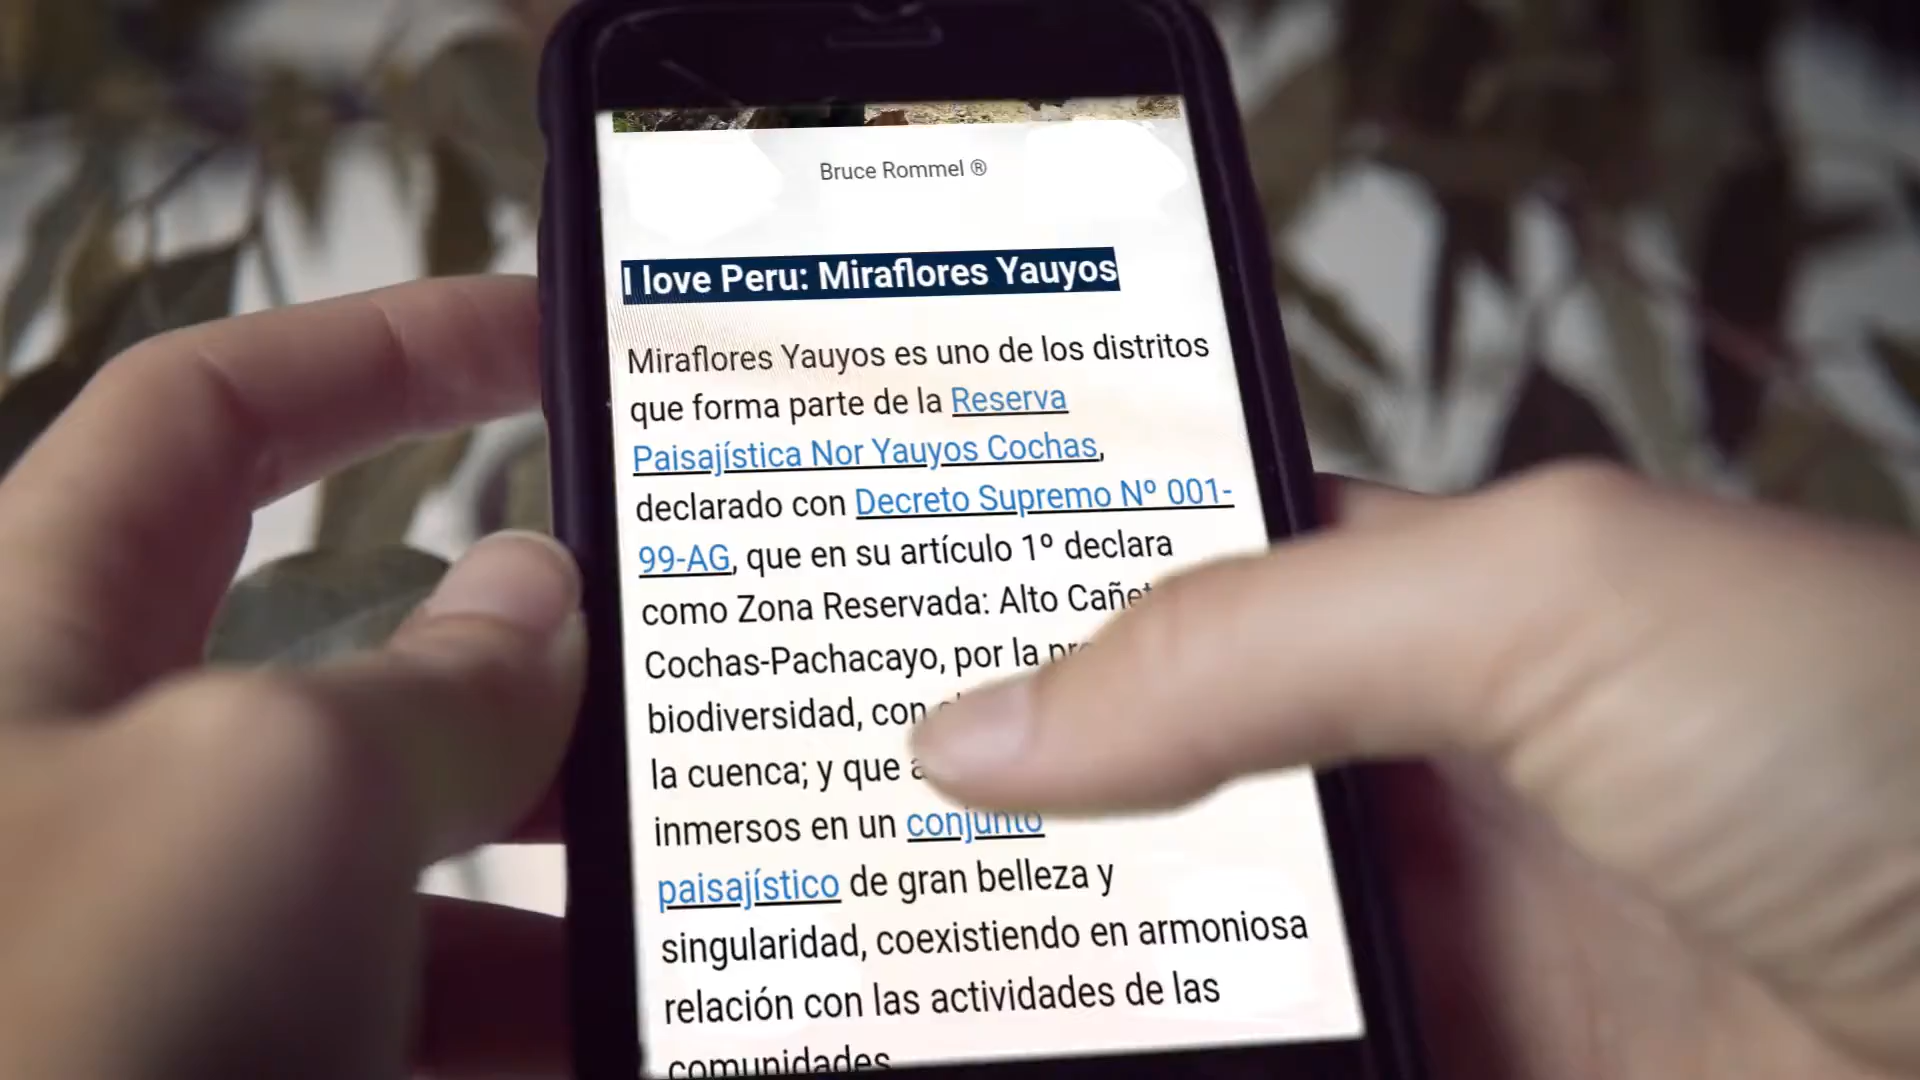 Bruce Rommel ®
I love Peru: Miraflores Yauyos
Miraflores Yauyos es uno de los distritos
que forma parte de la Reserva
Paisajística Nor Yauyos Cochas,
declarado con Decreto Supremo Nº 001-
99-AG, que en su artículo 1º declara
como Zona Reservada: Alto
Cochas-Pachacayo, por la
biodiversidad, con
la cuenca; y que
inmersos en un conjunto
paisajístico de gran belleza y
singularidad, coexistiendo en armoniosa
relación con las actividades de las
comunidades